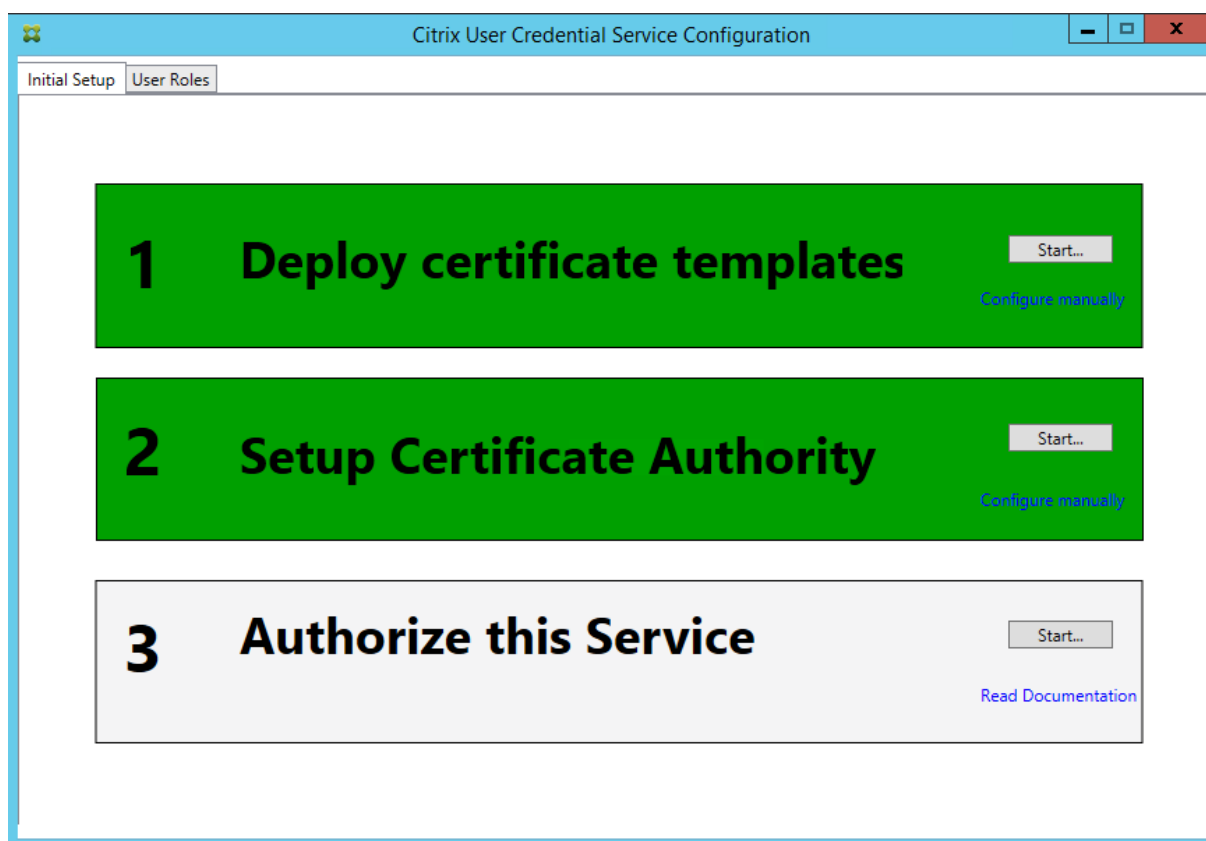 Citrix User Credential Service Configuration
Initial Setup User Roles
1 Deploy certificate templates
Start...
Configure manually
2 Setup Certificate Authority
Start...
Configure manually
3 Authorize this Service
Start...
Read Documentation